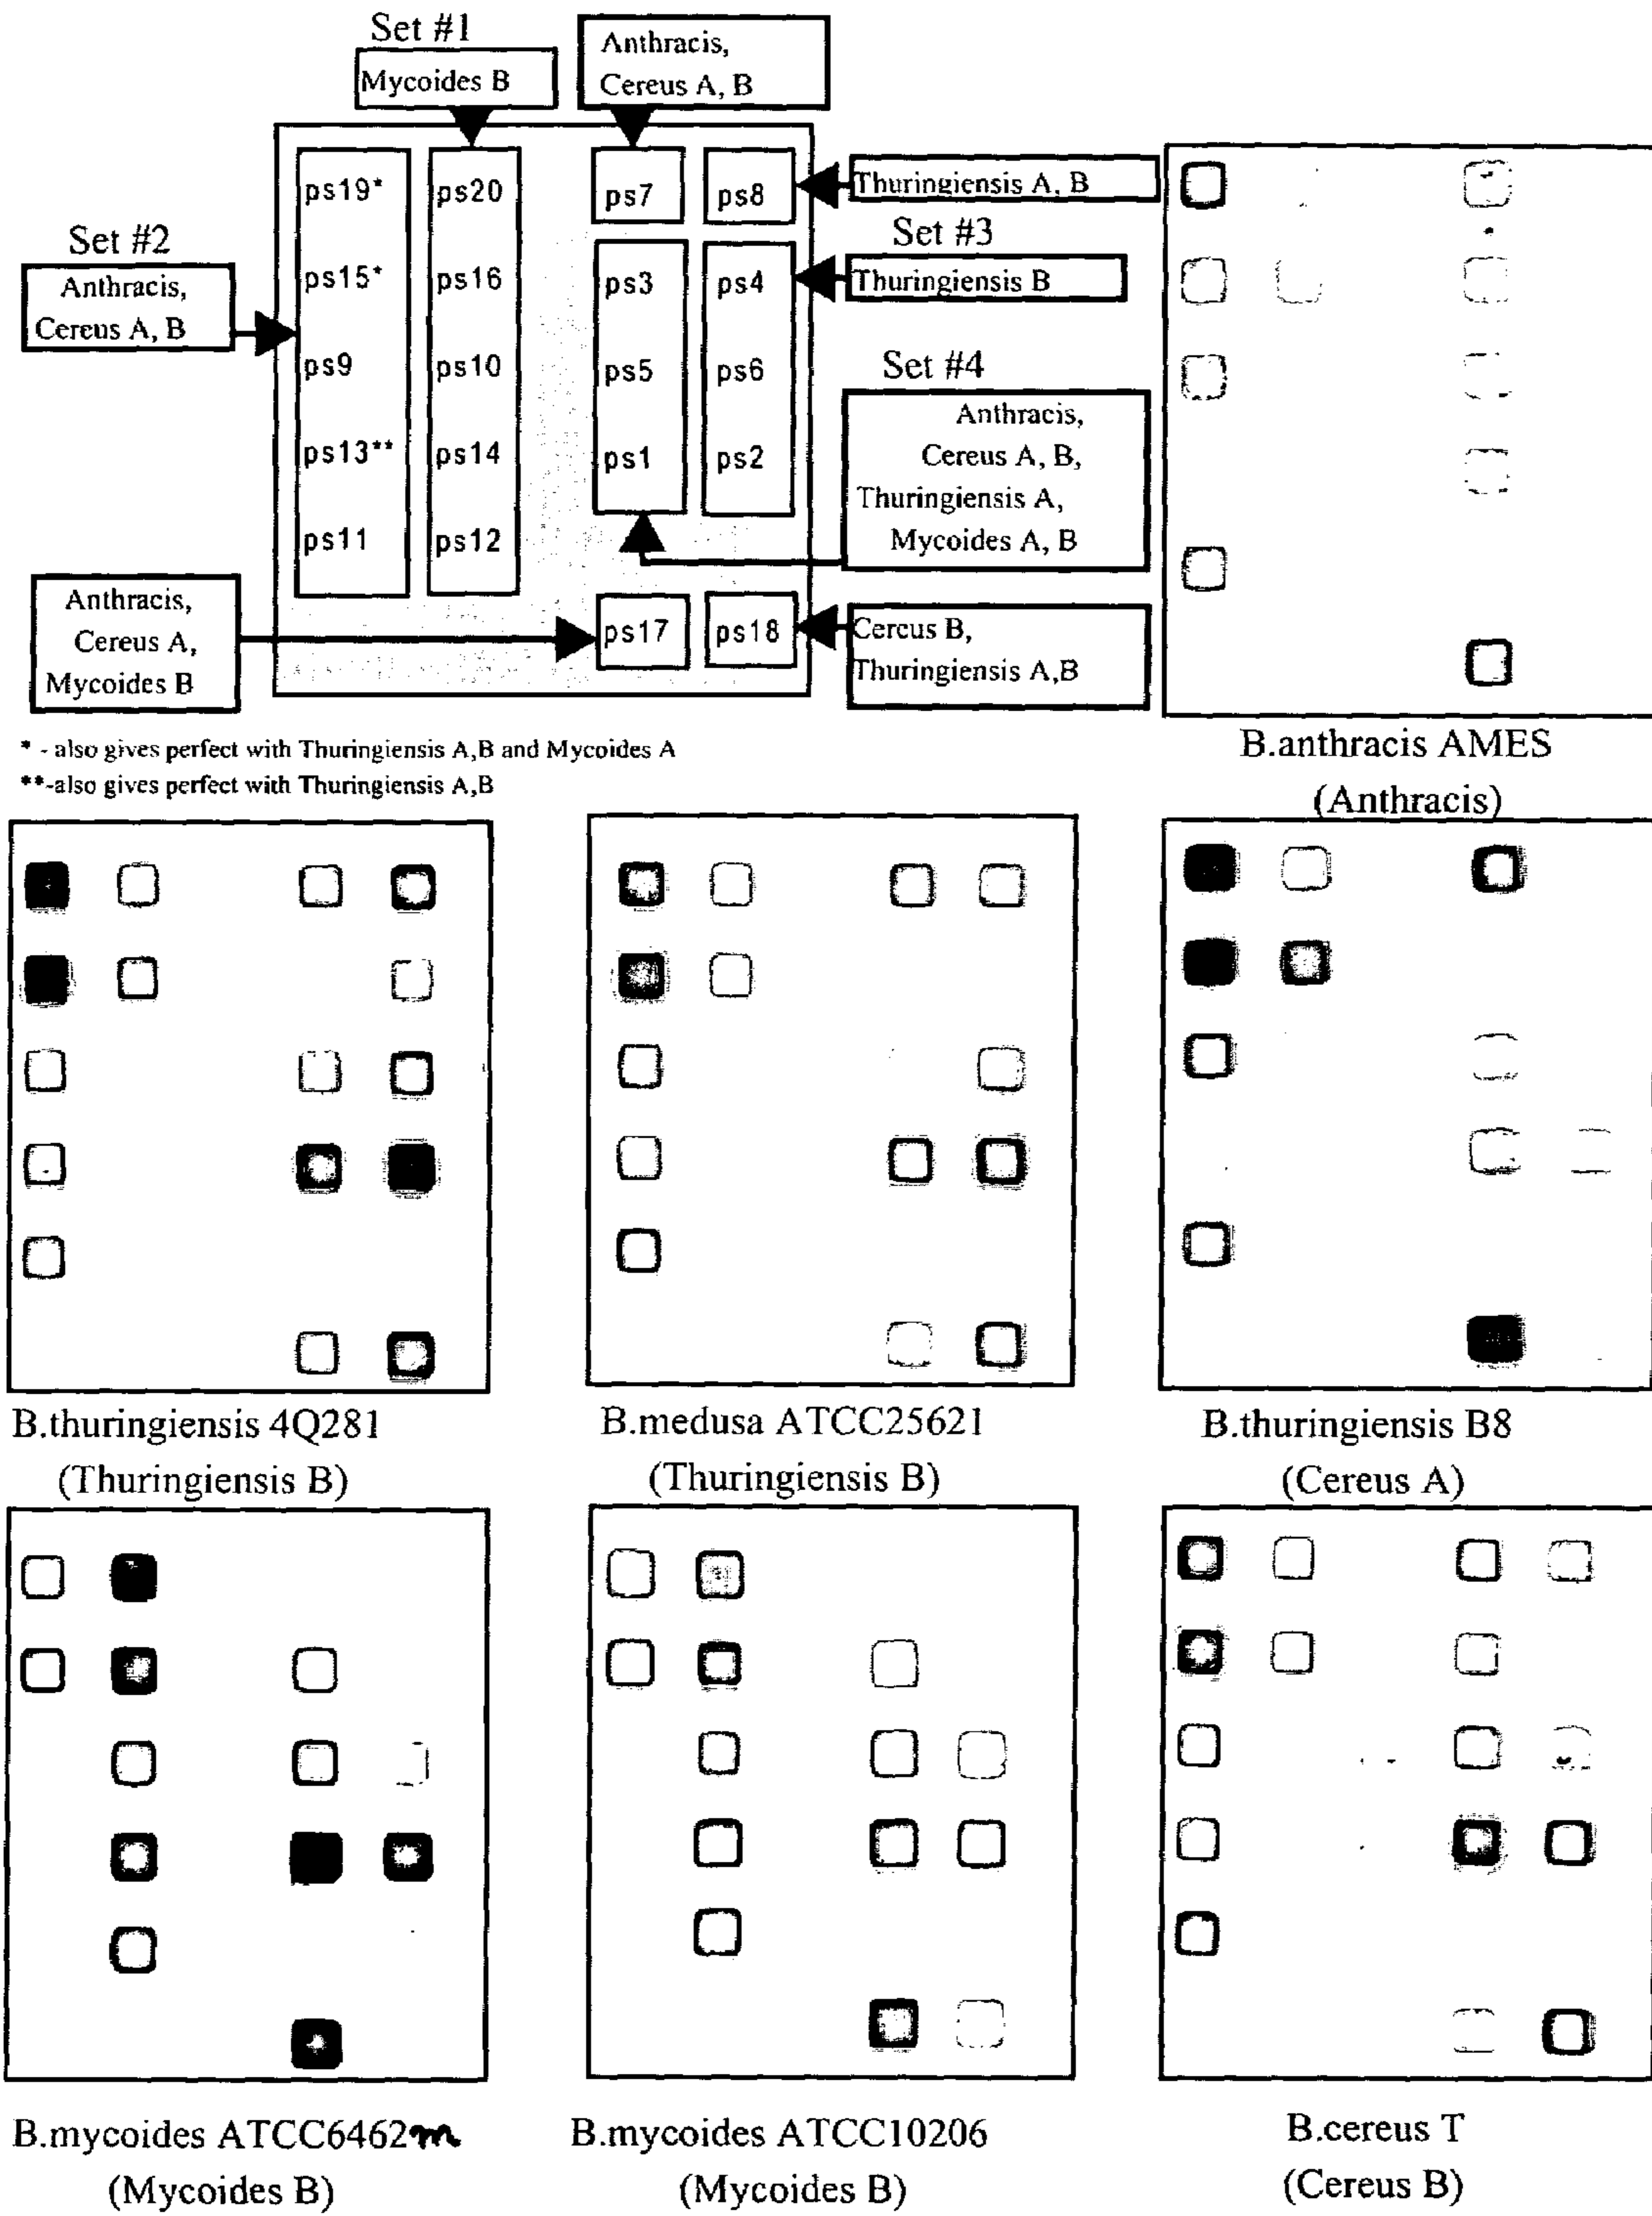 Set #1
Mycoides B
Anthracis,
Cereus A, B
ps19*
ps20
ps7
ps8
Thuringiensis A, B
Set #2
Anthracis,
Cereus A, B
ps15*
ps16
ps3
ps4
Set #3
Thuringiensis B
ps9
ps10
ps5
ps6
ps13**
ps14
ps1
ps2
ps11
ps12
Set #4
Anthracis,
Cereus A, B,
Thuringiensis A,
Mycoides A, B
Anthracis,
Cereus A,
Mycoides B
ps17
ps18
Cereus B,
Thuringiensis A,B
* - also gives perfect with Thuringiensis A,B and Mycoides A
**-also gives perfect with Thuringiensis A,B
B.anthracis AMES
(Anthracis)
B.thuringiensis 4Q281
(Thuringiensis B)
B.medusa ATCC25621
(Thuringiensis B)
B.thuringiensis B8
(Cereus A)
B.mycoides ATCC6462m
(Mycoides B)
B.mycoides ATCC10206
(Mycoides B)
B.cereus T
(Cereus B)